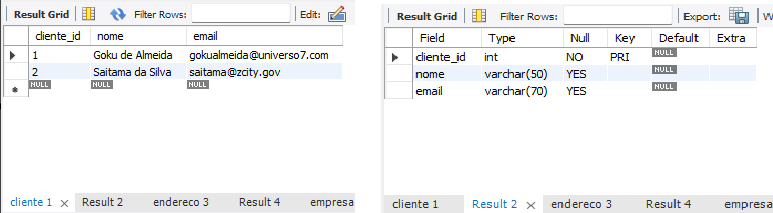 Result Grid Filter Rows: Edit:
cliente_id nome email
1 Goku de Almeida gokualmeida@universo7.com
2 Saitama da Silva saitama@zcity.gov
NULL NULL NULL
cliente 1 × Result 2 endereco 3 Result 4 empresa
Result Grid Filter Rows: Export: W
Field Type Null Key Default Extra
cliente_id int NO PRI NULL
nome varchar(50) YES NULL
email varchar(70) YES NULL
cliente 1 Result 2 × endereco 3 Result 4 empresa